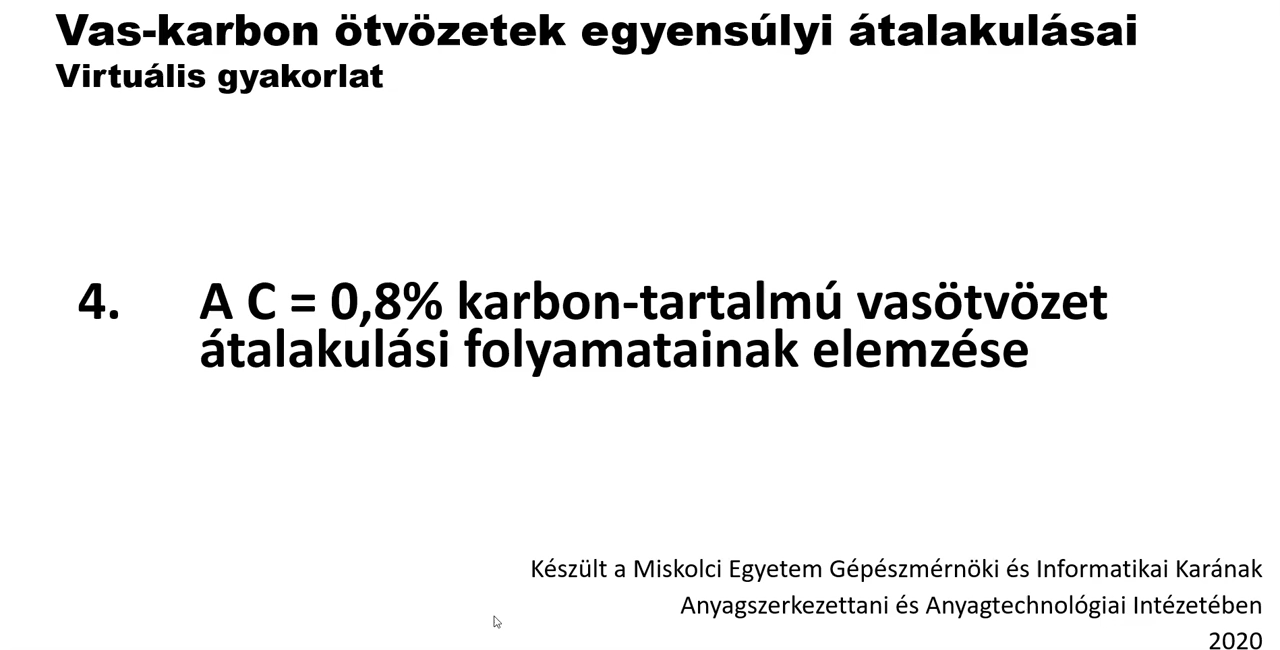 Vas-karbon ötvözetek egyensúlyi átalakulásai
Virtuális gyakorlat
4. A C = 0,8% karbon-tartalmú vasötvözet
átalakulási folyamatainak elemzése
Készült a Miskolci Egyetem Gépészmérnöki és Informatikai Karának
Anyagszerkezettani és Anyagtechnológiai Intézetében
2020